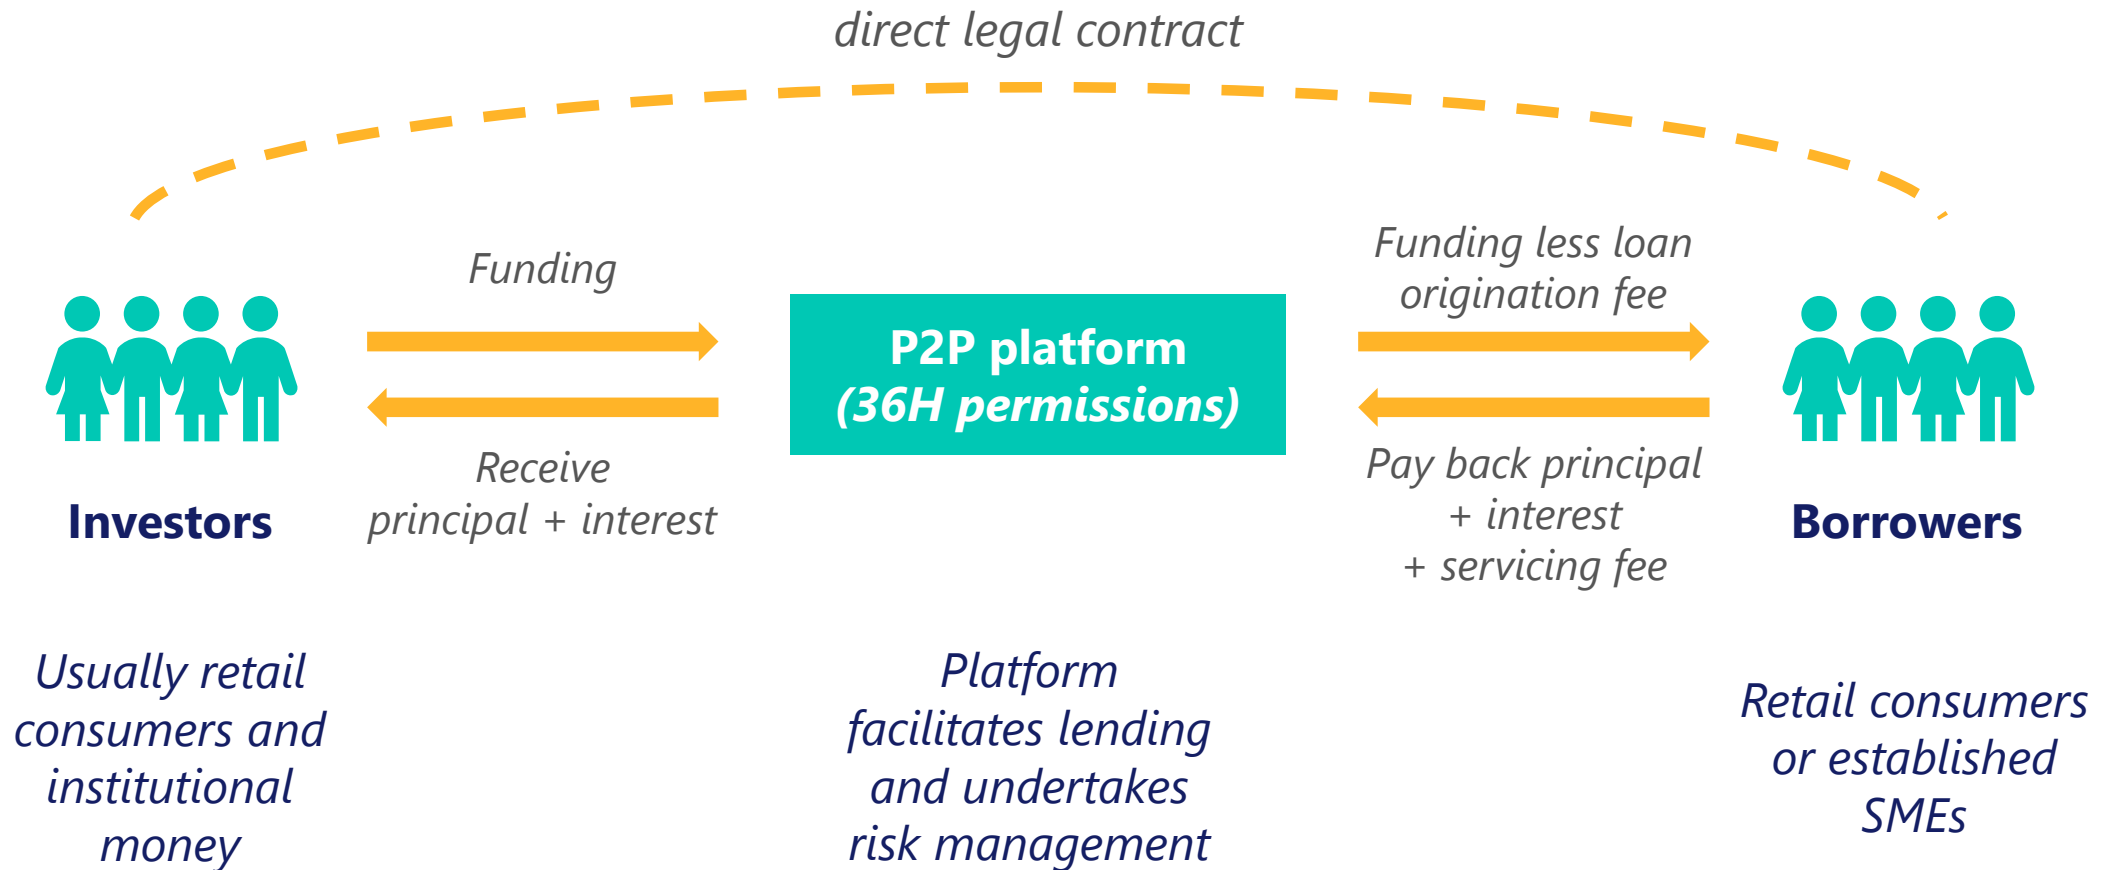 direct legal contract
Funding
Funding less loan
origination fee
P2P platform
(36H permissions)
Receive
principal + interest
Pay back principal
+ interest
+ servicing fee
Investors
Borrowers
Usually retail
consumers and
institutional
money
Platform
facilitates lending
and undertakes
risk management
Retail consumers
or established
SMEs